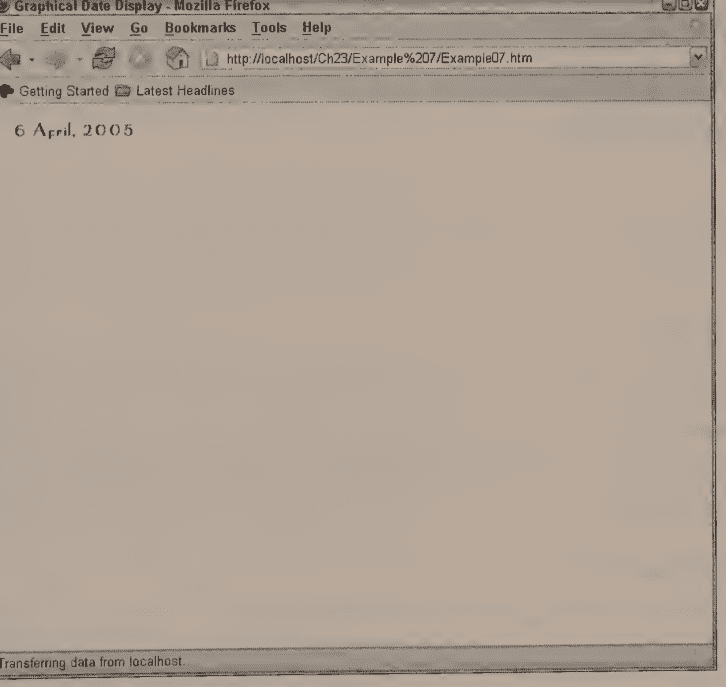 Graphical Date Display - Mozilla Firefox
File Edit View Go Bookmarks Tools Help
http://localhost/Ch23/Example%207/Example07.htm
Getting Started Latest Headlines
6 April, 2005
Transferring data from localhost.